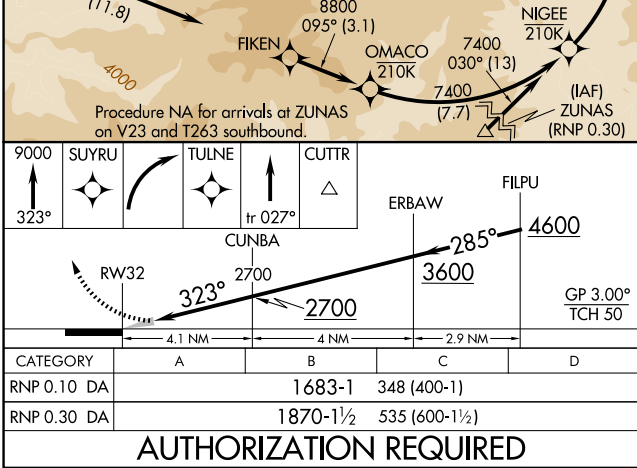 (11.8)
8800
095° (3.1)
FIKEN
OMACO
210K
7400
030° (13)
NIGEE
210K
4000
7400
(7.7)
(IAF)
ZUNAS
(RNP 0.30)
Procedure NA for arrivals at ZUNAS
on V23 and T263 southbound.
9000
323°
SUYRU
TULNE
tr 027°
CUTTR
FILPU
ERBAW
4600
285°
CUNBA
3600
RW32
2700
323°
2700
GP 3.00°
TCH 50
4.1 NM
4 NM
2.9 NM
CATEGORY A B C D
RNP 0.10 DA 1683-1 348 (400-1)
RNP 0.30 DA 1870-1½ 535 (600-1½)
AUTHORIZATION REQUIRED